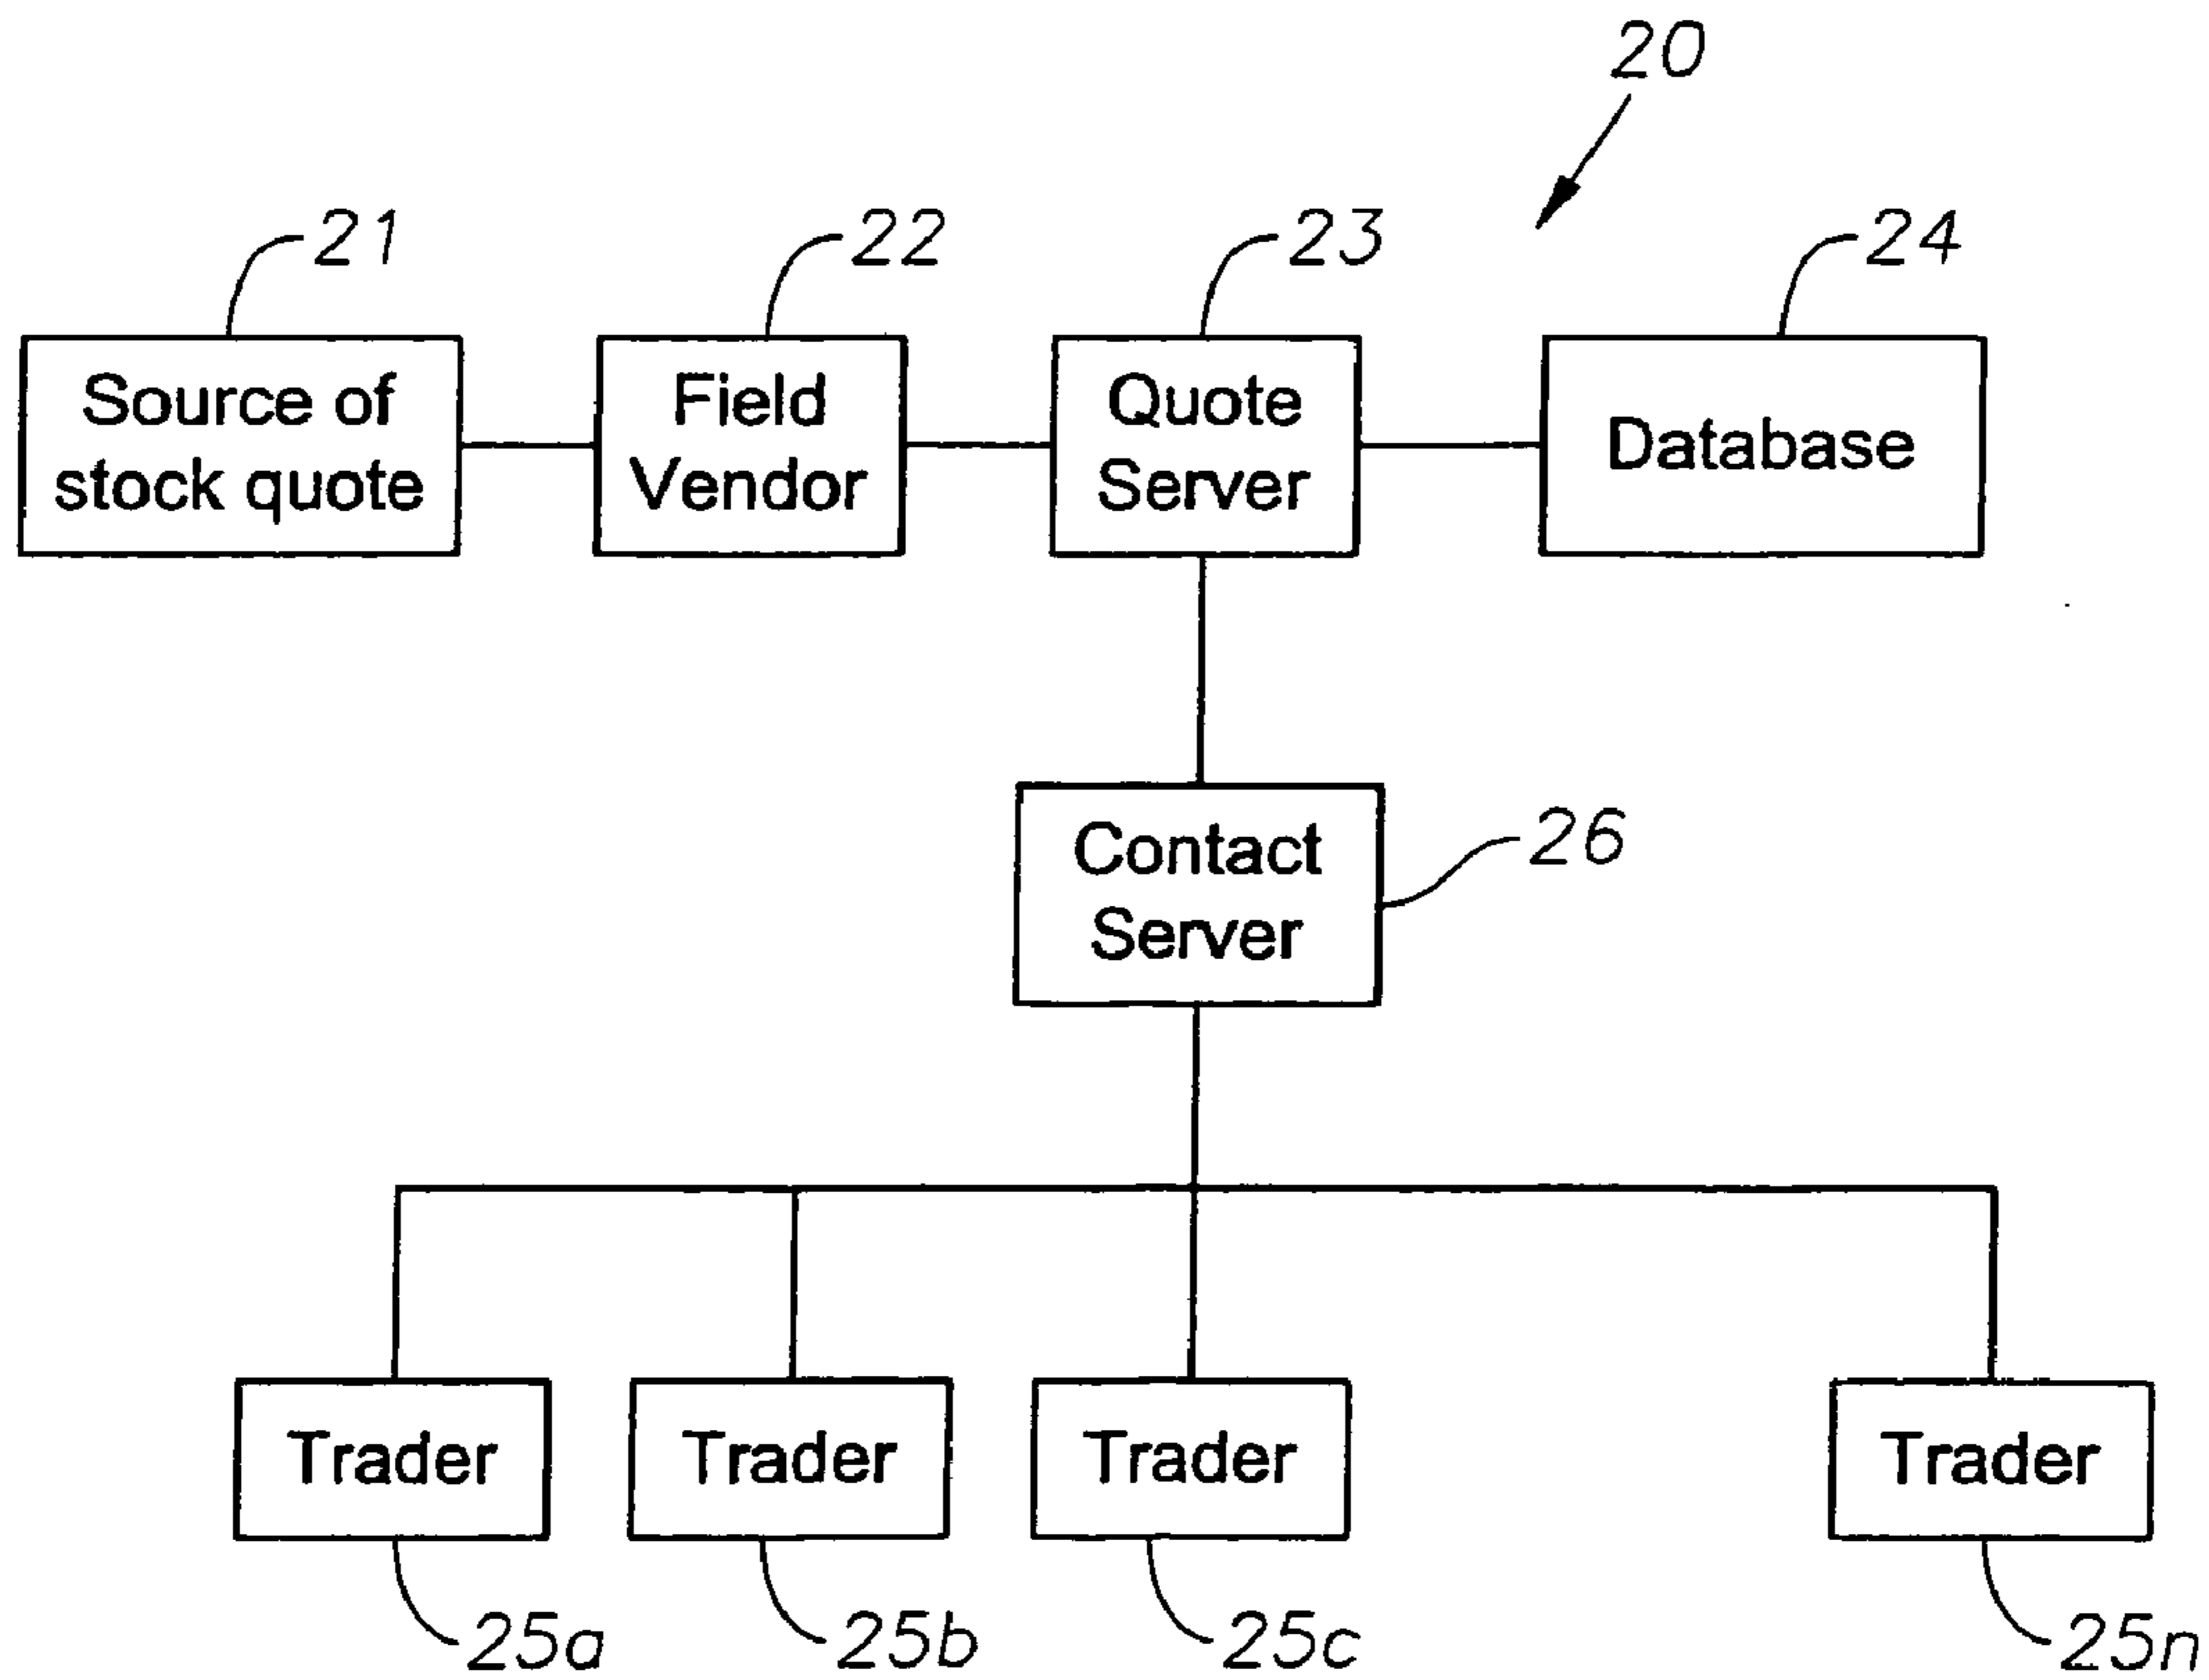 20
21
22
23
24
Source of
stock quote
Field
Vendor
Quote
Server
Database
Contact
Server
26
Trader
Trader
Trader
Trader
25a
25b
25c
25n